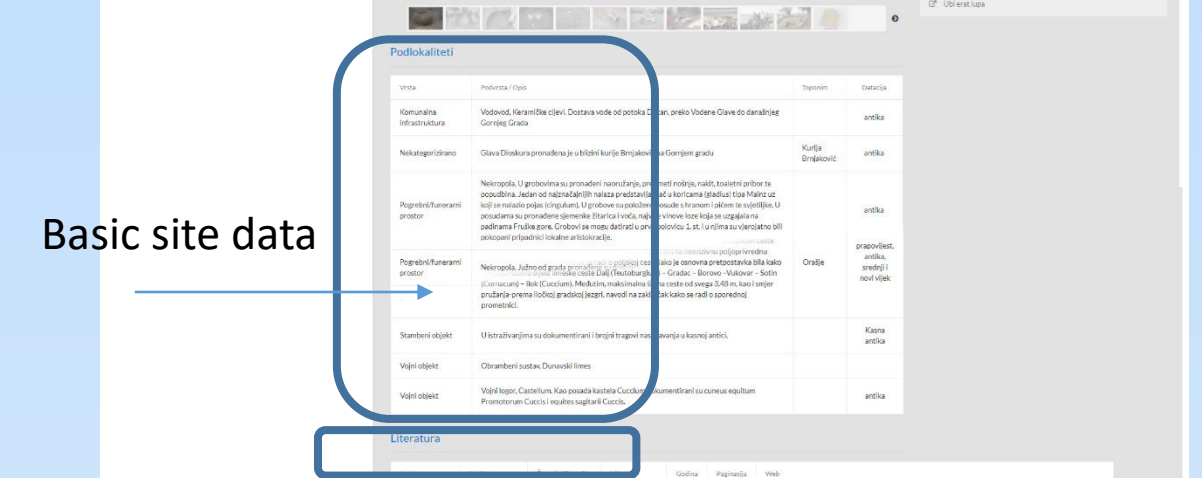 Ubi erat lupa
Podlokaliteti
Basic site data
Vrsta Podvrsta / Opis Toponim Datacija
Komunalna infrastruktura
Vodovod, Keramičke cijevi. Dostava vode od potoka preko Vodene Glave do današnjeg
Gornjeg Grada
antika
Nekategorizirano Glava Dioskura pronađena je u blizini kurije na Gornjem gradu
Kurija Brnjaković
antika
Pogrebni/funerarni prostor
Nekropola, U grobovima su pronađeni naoružanje, nošnje, nakit, toaletni pribor te
popudbina. Jedan od najznačajnijih nalaza predstavlja u koricama (gladius) tipa Mainz uz
koji se nalazio pojas (cingulum). U grobove su položene s hranom i pićem te svjetiljke. U
posudama su pronađene sjemenke žitarica i voća, vinove loze koja se uzgajala na
padinama Fruške gore. Grobovi se mogu datirati u 1. st. i u njima su vjerojatno bili
pokopani pripadnici lokalne aristokracije.
antika
Pogrebni/funerarni prostor
poljoprivrednu
Nekropola, Južno od grada je osnovna pretpostavka bila kako
ceste Dalj – Gradac – Borovo –Vukovar – Sotin
(Cornacum) – Ilok (Cuccium). Međutim, maksimalna ceste od svega 3,48 m, kao i smjer
pružanja-prema iločkoj gradskoj jezgri, navodi na kako se radi o sporednoj
prometnici.
Orašje
prapovijest, antika, srednji i novi vijek
Stambeni objekt U istraživanjima su dokumentirani i brojni tragovi u kasnoj antici.
Kasna antika
Vojni objekt Obrambeni sustav, Dunavski limes
Vojni objekt
Vojni logor, Castellum. Kao posada kastela su cuneus equitum
Promotorum Cuccis i equites sagitarii Cuccis.
antika
Literatura
Godina Paginacija Web